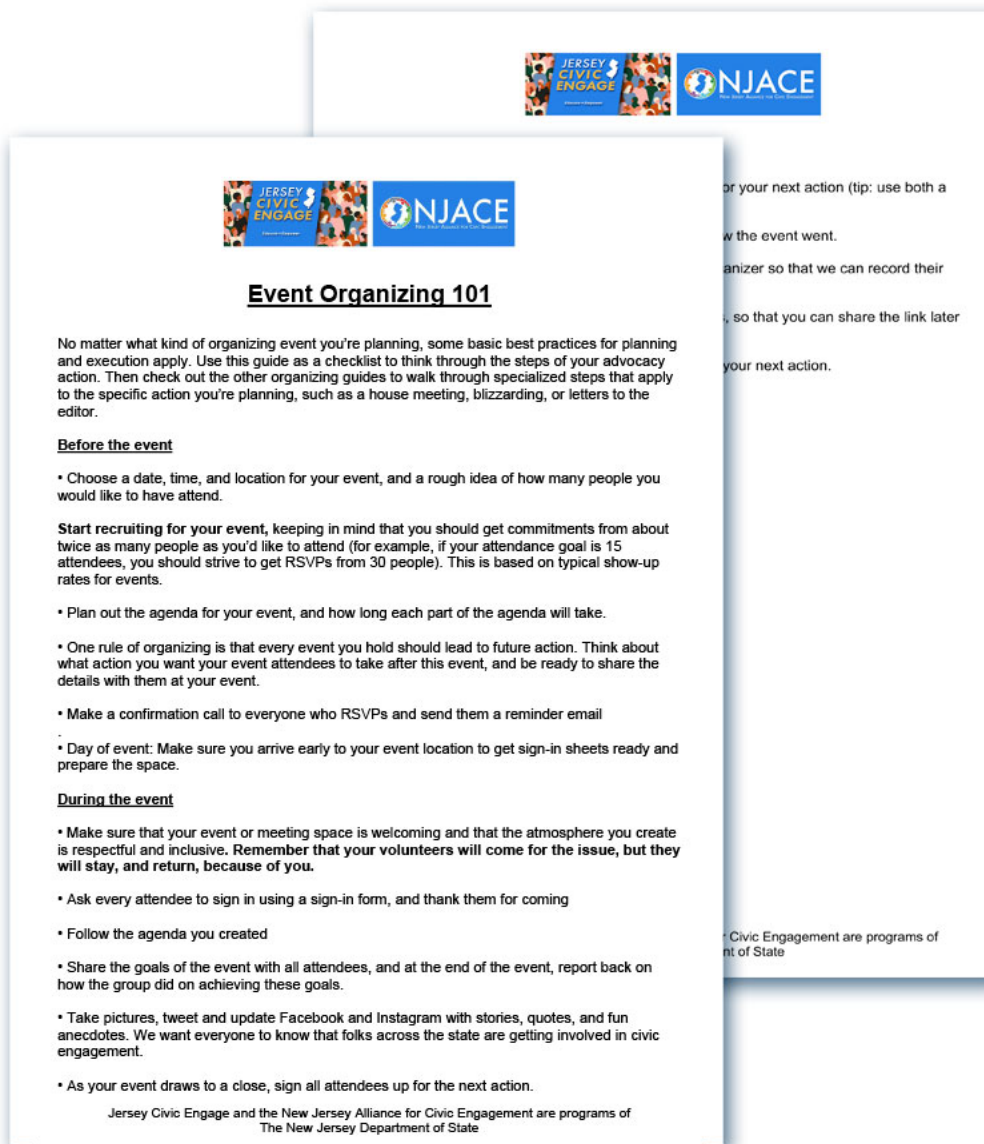 JERSEY
CIVIC
ENGAGE
NJACE
NEW JERSEY ALLIANCE FOR CIVIC ENGAGEMENT
or your next action (tip: use both a
w the event went.
anizer so that we can record their
, so that you can share the link later
your next action.
Civic Engagement are programs of
nt of State
JERSEY
CIVIC
ENGAGE
NJACE
NEW JERSEY ALLIANCE FOR CIVIC ENGAGEMENT
Event Organizing 101
No matter what kind of organizing event you're planning, some basic best practices for planning
and execution apply. Use this guide as a checklist to think through the steps of your advocacy
action. Then check out the other organizing guides to walk through specialized steps that apply
to the specific action you're planning, such as a house meeting, blizzarding, or letters to the
editor.
Before the event
• Choose a date, time, and location for your event, and a rough idea of how many people you
would like to have attend.
Start recruiting for your event, keeping in mind that you should get commitments from about
twice as many people as you'd like to attend (for example, if your attendance goal is 15
attendees, you should strive to get RSVPs from 30 people). This is based on typical show-up
rates for events.
• Plan out the agenda for your event, and how long each part of the agenda will take.
• One rule of organizing is that every event you hold should lead to future action. Think about
what action you want your event attendees to take after this event, and be ready to share the
details with them at your event.
• Make a confirmation call to everyone who RSVPs and send them a reminder email
.
• Day of event: Make sure you arrive early to your event location to get sign-in sheets ready and
prepare the space.
During the event
• Make sure that your event or meeting space is welcoming and that the atmosphere you create
is respectful and inclusive. Remember that your volunteers will come for the issue, but they
will stay, and return, because of you.
• Ask every attendee to sign in using a sign-in form, and thank them for coming
• Follow the agenda you created
• Share the goals of the event with all attendees, and at the end of the event, report back on
how the group did on achieving these goals.
• Take pictures, tweet and update Facebook and Instagram with stories, quotes, and fun
anecdotes. We want everyone to know that folks across the state are getting involved in civic
engagement.
• As your event draws to a close, sign all attendees up for the next action.
Jersey Civic Engage and the New Jersey Alliance for Civic Engagement are programs of
The New Jersey Department of State